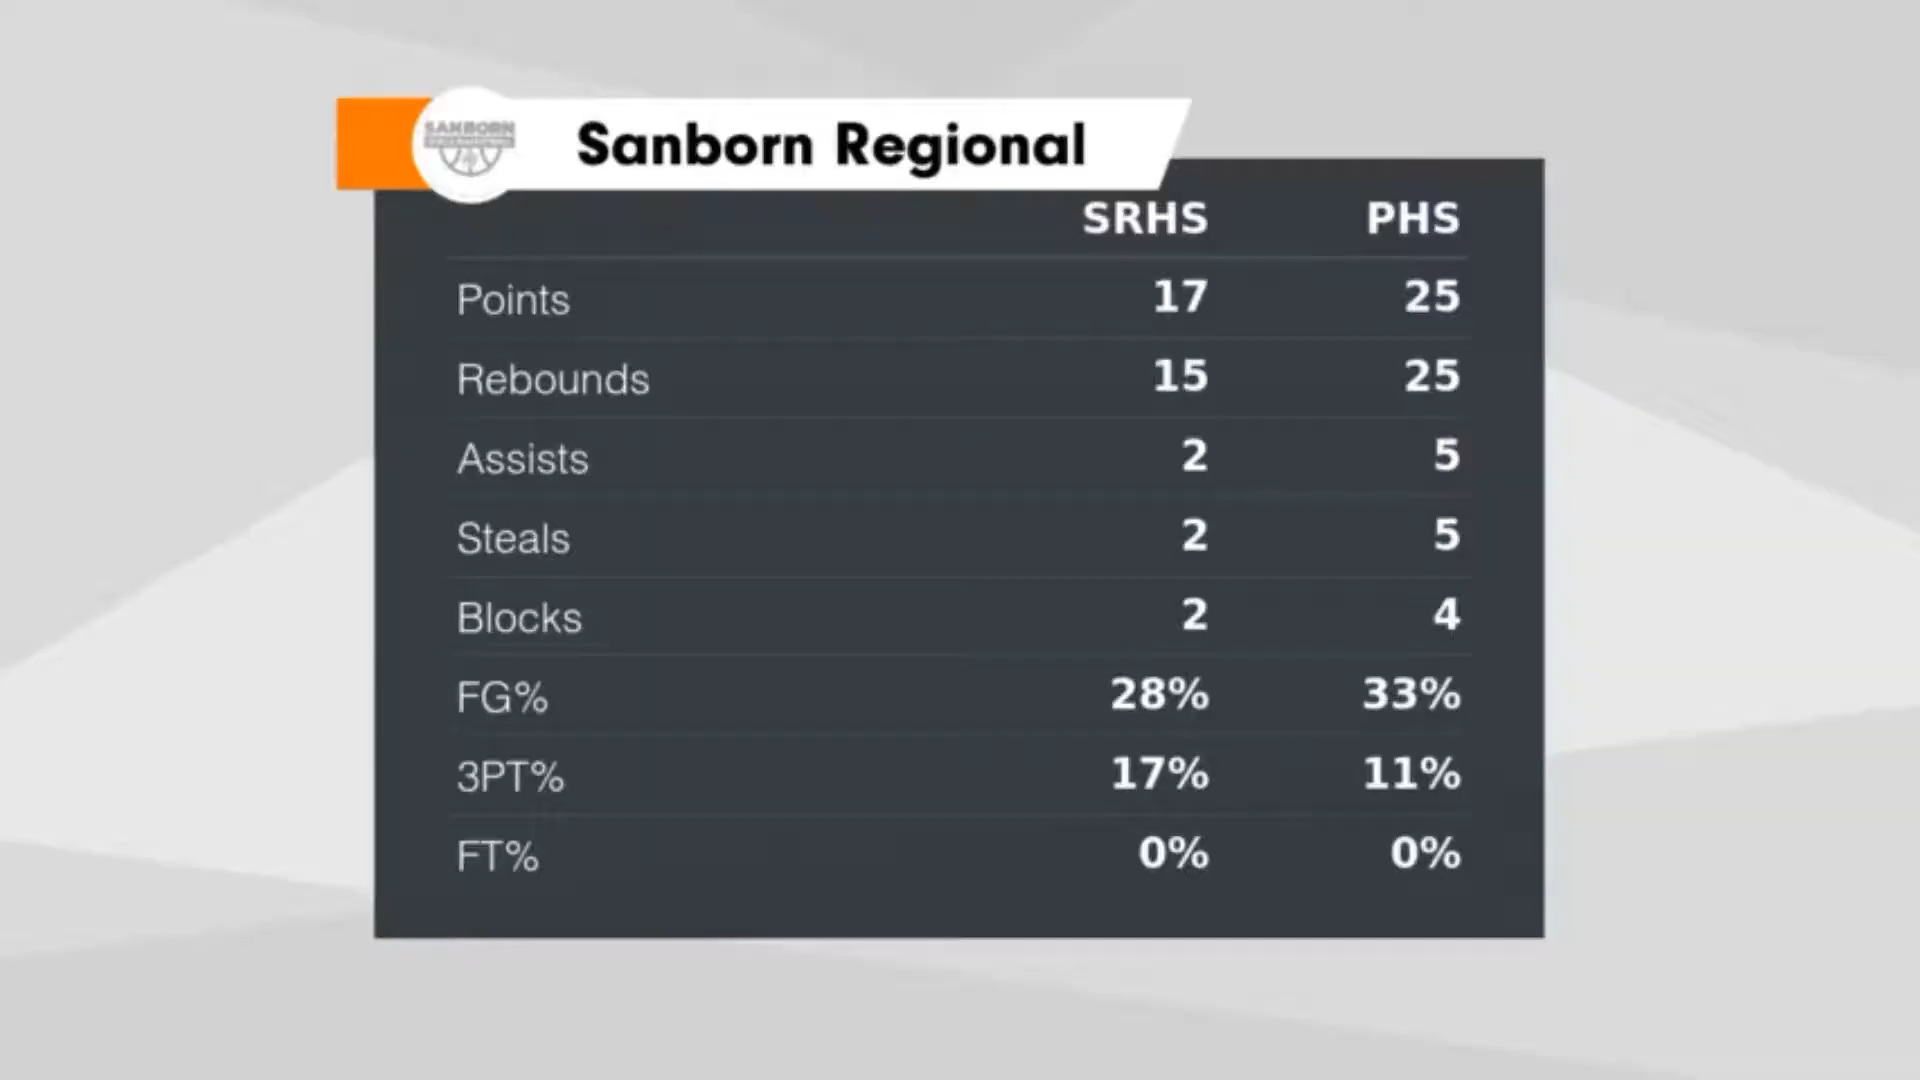 SANBORN
Sanborn Regional
SRHS PHS
Points 17 25
Rebounds 15 25
Assists 2 5
Steals 2 5
Blocks 2 4
FG% 28% 33%
3PT% 17% 11%
FT% 0% 0%